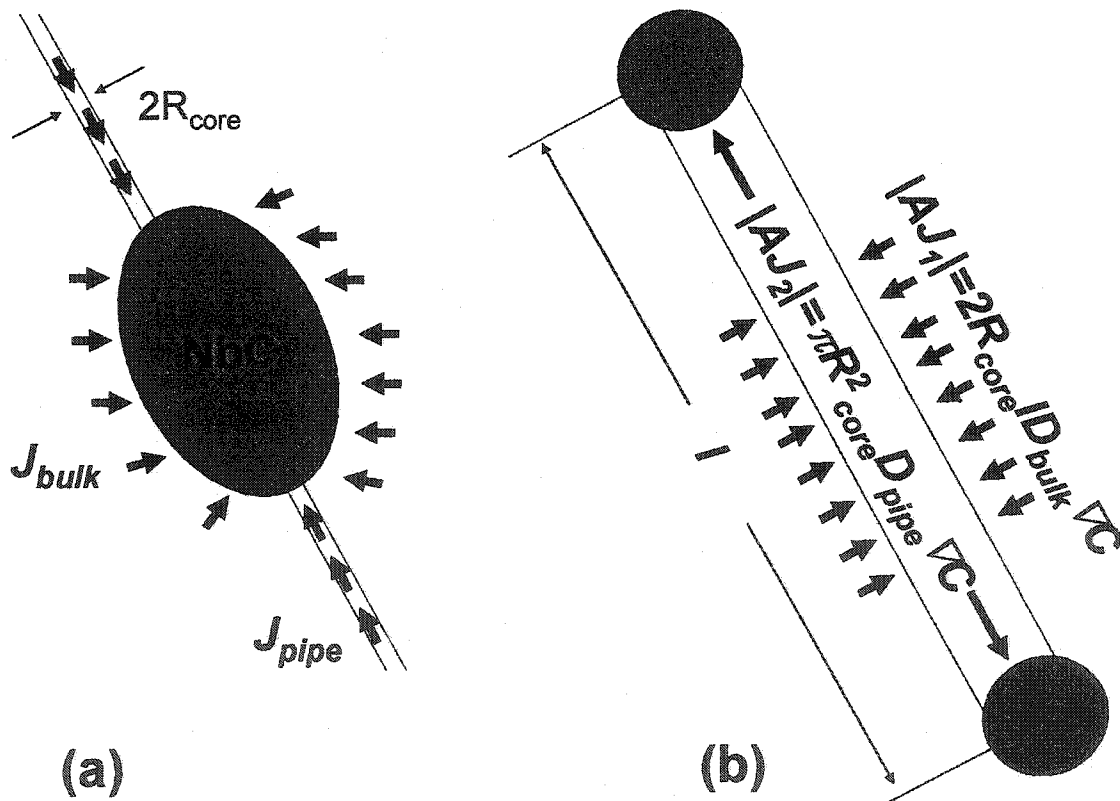 2R_core
NbC
J_bulk
J_pipe
(a)
|AJ_1|=2R_core lD_bulk ∇C
|AJ_2|=πR²_core D_pipe ∇C
l
(b)